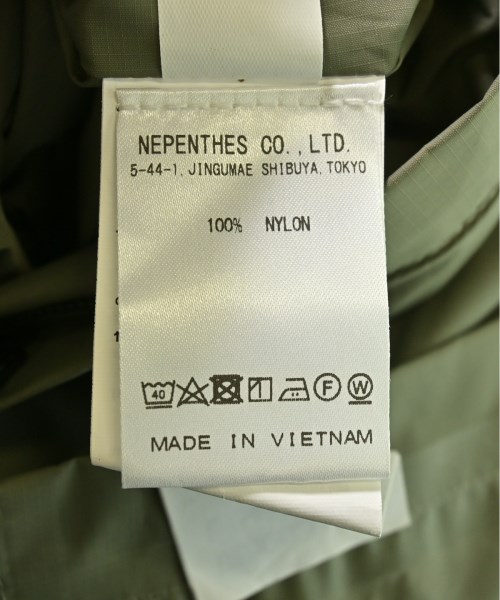 NEPENTHES CO.,LTD.
5-44-1, JINGUMAE SHIBUYA, TOKYO
100% NYLON
40 F W
MADE IN VIETNAM